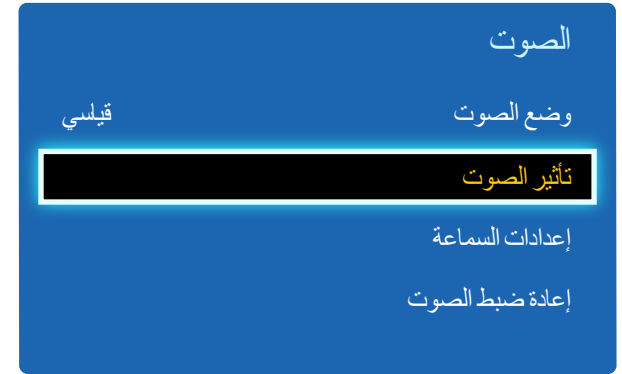 الصوت
وضع الصوت قياسي
تأثير الصوت
إعدادات السماعة
إعادة ضبط الصوت